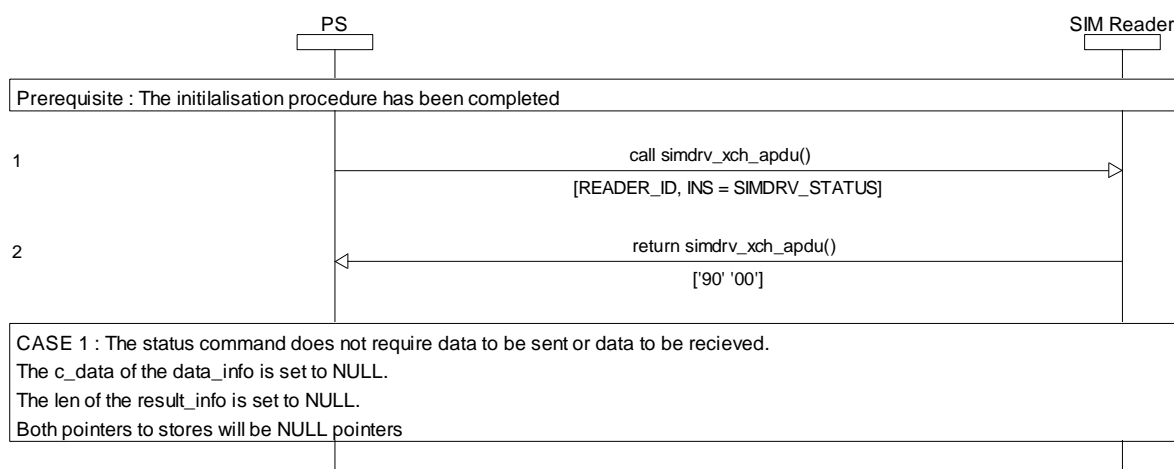 PS
SIM Reader
Prerequisite : The initilalisation procedure has been completed
1
call simdrv_xch_apdu()
[READER_ID, INS = SIMDRV_STATUS]
2
return simdrv_xch_apdu()
['90' '00']
CASE 1 : The status command does not require data to be sent or data to be recieved.
The c_data of the data_info is set to NULL.
The len of the result_info is set to NULL.
Both pointers to stores will be NULL pointers